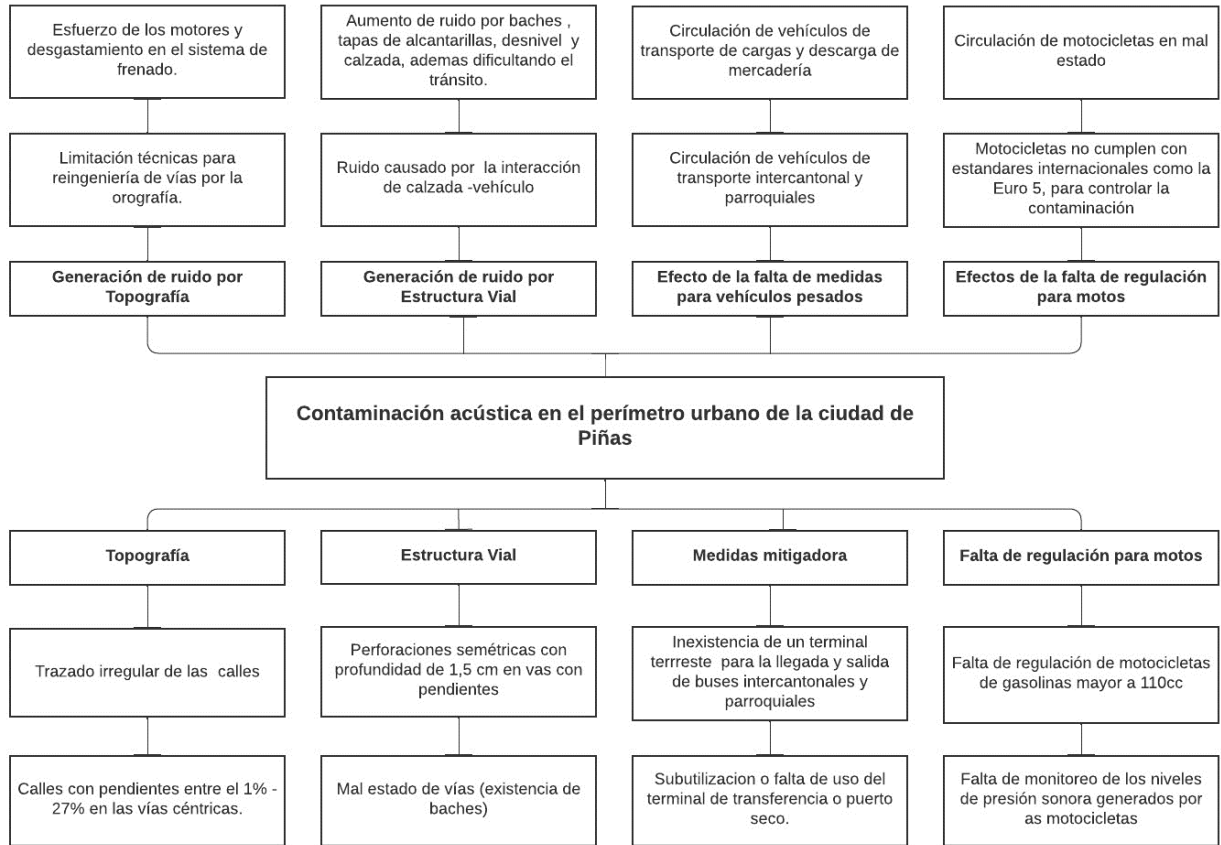 Esfuerzo de los motores y
desgastamiento en el sistema de
frenado.
Aumento de ruido por baches ,
tapas de alcantarillas, desnivel y
calzada, ademas dificultando el
tránsito.
Circulación de vehículos de
transporte de cargas y descarga de
mercadería
Circulación de motocicletas en mal
estado
Limitación técnicas para
reingeniería de vías por la
orografía.
Ruido causado por la interacción
de calzada -vehículo
Circulación de vehículos de
transporte intercantonal y
parroquiales
Motocicletas no cumplen con
estandares internacionales como la
Euro 5, para controlar la
contaminación
Generación de ruido por
Topografía
Generación de ruido por
Estructura Vial
Efecto de la falta de medidas
para vehículos pesados
Efectos de la falta de regulación
para motos
Contaminación acústica en el perímetro urbano de la ciudad de
Piñas
Topografía
Estructura Vial
Medidas mitigadora
Falta de regulación para motos
Trazado irregular de las calles
Perforaciones semétricas con
profundidad de 1,5 cm en vas con
pendientes
Inexistencia de un terminal
terrreste para la llegada y salida
de buses intercantonales y
parroquiales
Falta de regulación de motocicletas
de gasolinas mayor a 110cc
Calles con pendientes entre el 1% -
27% en las vías céntricas.
Mal estado de vías (existencia de
baches)
Subutilizacion o falta de uso del
terminal de transferencia o puerto
seco.
Falta de monitoreo de los niveles
de presión sonora generados por
as motocicletas